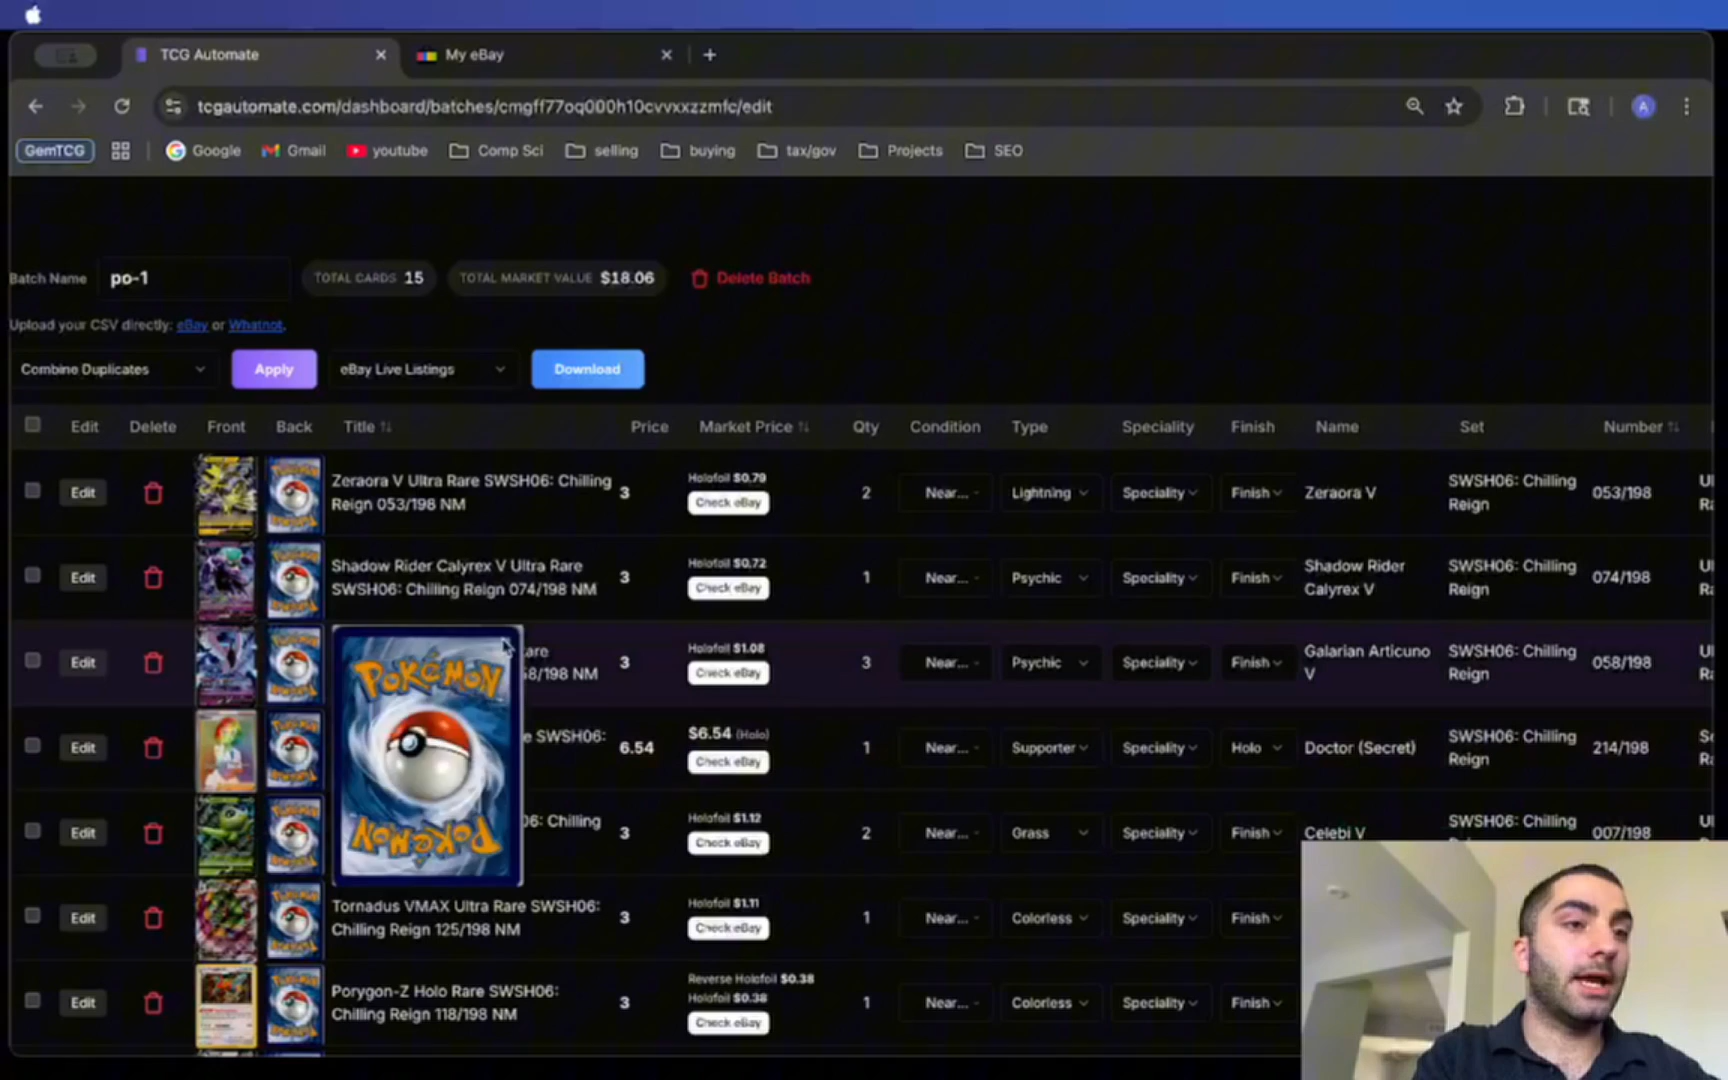 TCG Automate
My eBay
tcgautomate.com/dashboard/batches/cmgff77oq000h10cvvxxzzmfc/edit
A
GemTCG
Google
Gmail
youtube
Comp Sci
selling
buying
tax/gov
Projects
SEO
Batch Name
po-1
TOTAL CARDS 15
TOTAL MARKET VALUE $18.06
Delete Batch
Upload your CSV directly: eBay or Whatnot.
Combine Duplicates
Apply
eBay Live Listings
Download
Edit Delete Front Back Title Price Market Price Qty Condition Type Speciality Finish Name Set Number
Edit
Zeraora V Ultra Rare SWSH06: Chilling
Reign 053/198 NM
3
Holofoil $0.79
Check eBay
2
Near...
Lightning
Speciality
Finish
Zeraora V
SWSH06: Chilling
Reign
053/198
Edit
Shadow Rider Calyrex V Ultra Rare
SWSH06: Chilling Reign 074/198 NM
3
Holofoil $0.72
Check eBay
1
Near...
Psychic
Speciality
Finish
Shadow Rider
Calyrex V
SWSH06: Chilling
Reign
074/198
Edit
POKéMON
POKéMON
are
58/198 NM
3
Holofoil $1.08
Check eBay
3
Near...
Psychic
Speciality
Finish
Galarian Articuno
V
SWSH06: Chilling
Reign
058/198
Edit
e SWSH06:
6.54
$6.54 (Holo)
Check eBay
1
Near...
Supporter
Speciality
Holo
Doctor (Secret)
SWSH06: Chilling
Reign
214/198
Edit
06: Chilling
3
Holofoil $1.12
Check eBay
2
Near...
Grass
Speciality
Finish
Celebi V
SWSH06: Chilling
Reign
007/198
Edit
Tornadus VMAX Ultra Rare SWSH06:
Chilling Reign 125/198 NM
3
Holofoil $1.11
Check eBay
1
Near...
Colorless
Speciality
Finish
Edit
Porygon-Z Holo Rare SWSH06:
Chilling Reign 118/198 NM
3
Reverse Holofoil $0.38
Holofoil $0.38
Check eBay
1
Near...
Colorless
Speciality
Finish